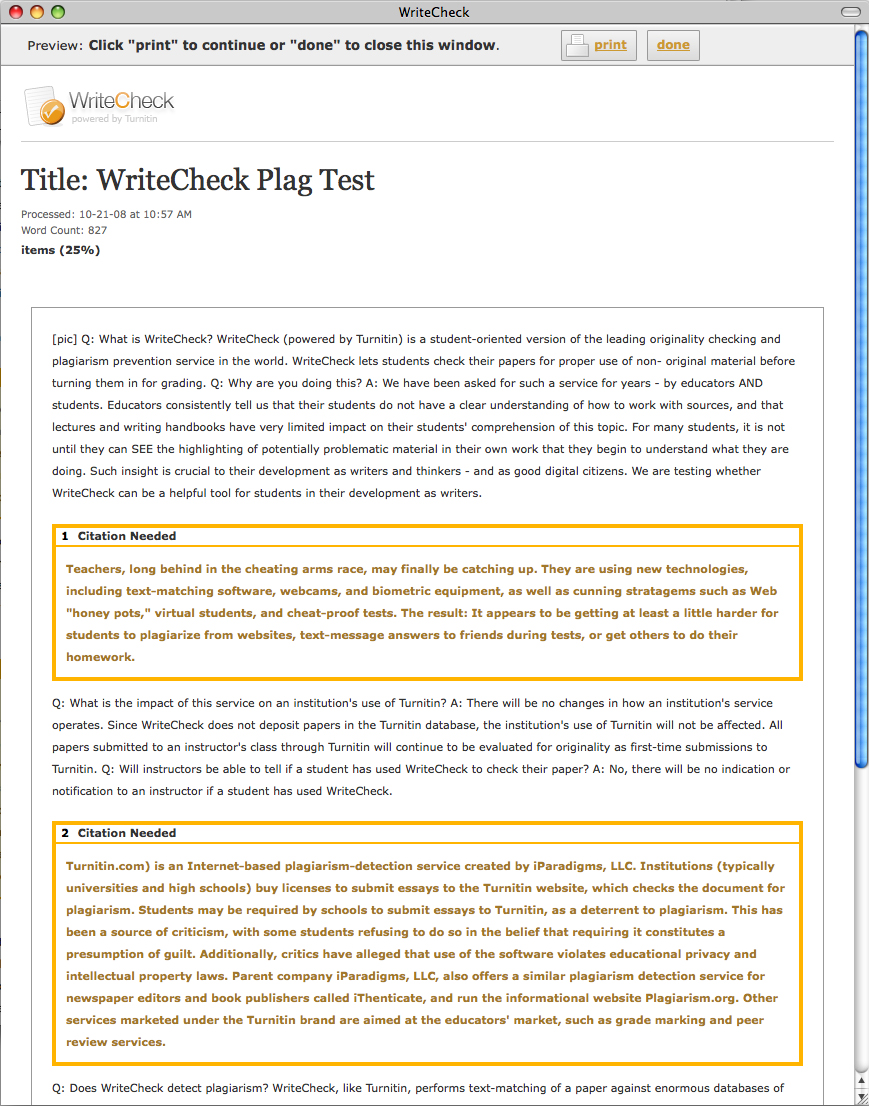 WriteCheck
Preview: Click "print" to continue or "done" to close this window.
print
done
WriteCheck
powered by Turnitin
Title: WriteCheck Plag Test
Processed: 10-21-08 at 10:57 AM
Word Count: 827
items (25%)
[pic] Q: What is WriteCheck? WriteCheck (powered by Turnitin) is a student-oriented version of the leading originality checking and
plagiarism prevention service in the world. WriteCheck lets students check their papers for proper use of non- original material before
turning them in for grading. Q: Why are you doing this? A: We have been asked for such a service for years - by educators AND
students. Educators consistently tell us that their students do not have a clear understanding of how to work with sources, and that
lectures and writing handbooks have very limited impact on their students' comprehension of this topic. For many students, it is not
until they can SEE the highlighting of potentially problematic material in their own work that they begin to understand what they are
doing. Such insight is crucial to their development as writers and thinkers - and as good digital citizens. We are testing whether
WriteCheck can be a helpful tool for students in their development as writers.
1 Citation Needed
Teachers, long behind in the cheating arms race, may finally be catching up. They are using new technologies,
including text-matching software, webcams, and biometric equipment, as well as cunning stratagems such as Web
"honey pots," virtual students, and cheat-proof tests. The result: It appears to be getting at least a little harder for
students to plagiarize from websites, text-message answers to friends during tests, or get others to do their
homework.
Q: What is the impact of this service on an institution's use of Turnitin? A: There will be no changes in how an institution's service
operates. Since WriteCheck does not deposit papers in the Turnitin database, the institution's use of Turnitin will not be affected. All
papers submitted to an instructor's class through Turnitin will continue to be evaluated for originality as first-time submissions to
Turnitin. Q: Will instructors be able to tell if a student has used WriteCheck to check their paper? A: No, there will be no indication or
notification to an instructor if a student has used WriteCheck.
2 Citation Needed
Turnitin.com) is an Internet-based plagiarism-detection service created by iParadigms, LLC. Institutions (typically
universities and high schools) buy licenses to submit essays to the Turnitin website, which checks the document for
plagiarism. Students may be required by schools to submit essays to Turnitin, as a deterrent to plagiarism. This has
been a source of criticism, with some students refusing to do so in the belief that requiring it constitutes a
presumption of guilt. Additionally, critics have alleged that use of the software violates educational privacy and
intellectual property laws. Parent company iParadigms, LLC, also offers a similar plagiarism detection service for
newspaper editors and book publishers called iThenticate, and run the informational website Plagiarism.org. Other
services marketed under the Turnitin brand are aimed at the educators' market, such as grade marking and peer
review services.
Q: Does WriteCheck detect plagiarism? WriteCheck, like Turnitin, performs text-matching of a paper against enormous databases of